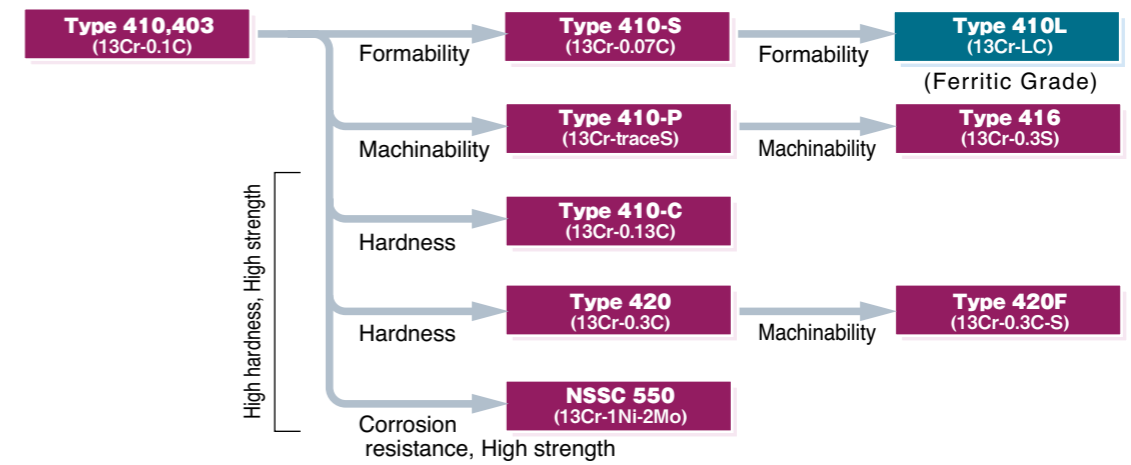 Type 410,403
(13Cr-0.1C)
Formability
Type 410-S
(13Cr-0.07C)
Formability
Type 410L
(13Cr-LC)
(Ferritic Grade)
Machinability
Type 410-P
(13Cr-traceS)
Machinability
Type 416
(13Cr-0.3S)
High hardness, High strength
Hardness
Type 410-C
(13Cr-0.13C)
Hardness
Type 420
(13Cr-0.3C)
Machinability
Type 420F
(13Cr-0.3C-S)
Corrosion
resistance, High strength
NSSC 550
(13Cr-1Ni-2Mo)